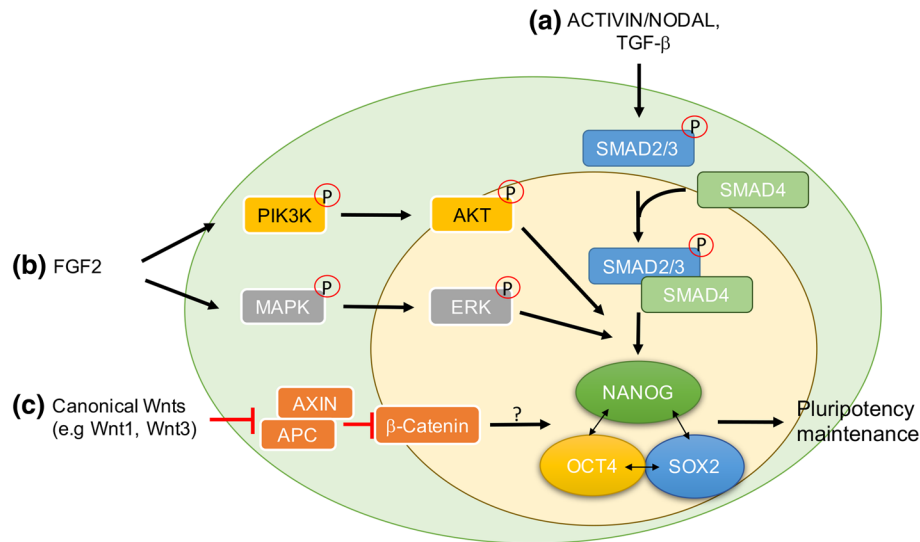 (a) ACTIVIN/NODAL,
TGF-β
P
SMAD2/3
SMAD4
P
PIK3K
P
AKT
P
SMAD2/3
SMAD4
(b) FGF2
P
MAPK
P
ERK
NANOG
(c) Canonical Wnts
(e.g Wnt1, Wnt3)
AXIN
APC
β-Catenin
?
OCT4
SOX2
Pluripotency
maintenance